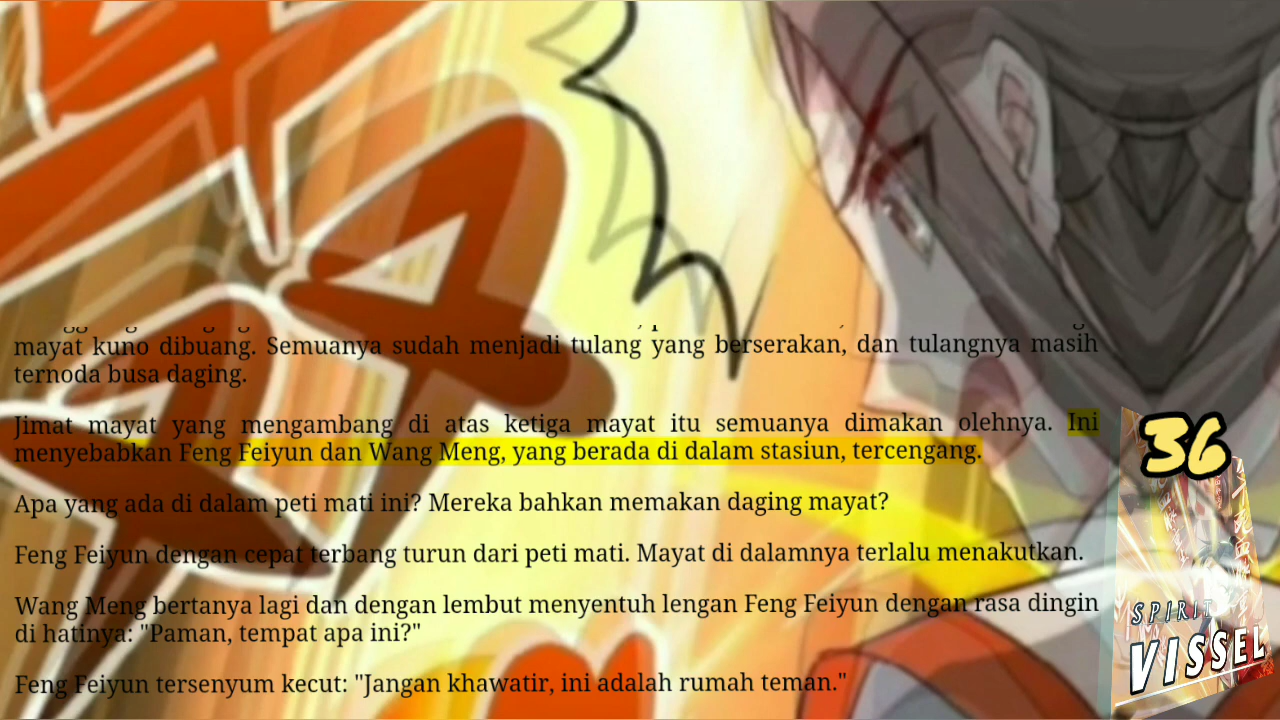 mayat kuno dibuang. Semuanya sudah menjadi tulang yang berserakan, dan tulangnya masih
ternoda busa daging.
Jimat mayat yang mengambang di atas ketiga mayat itu semuanya dimakan olehnya. Ini
menyebabkan Feng Feiyun dan Wang Meng, yang berada di dalam stasiun, tercengang.
Apa yang ada di dalam peti mati ini? Mereka bahkan memakan daging mayat?
Feng Feiyun dengan cepat terbang turun dari peti mati. Mayat di dalamnya terlalu menakutkan.
Wang Meng bertanya lagi dan dengan lembut menyentuh lengan Feng Feiyun dengan rasa dingin
di hatinya: "Paman, tempat apa ini?"
Feng Feiyun tersenyum kecut: "Jangan khawatir, ini adalah rumah teman."
36
SPIRIT
VISSEL